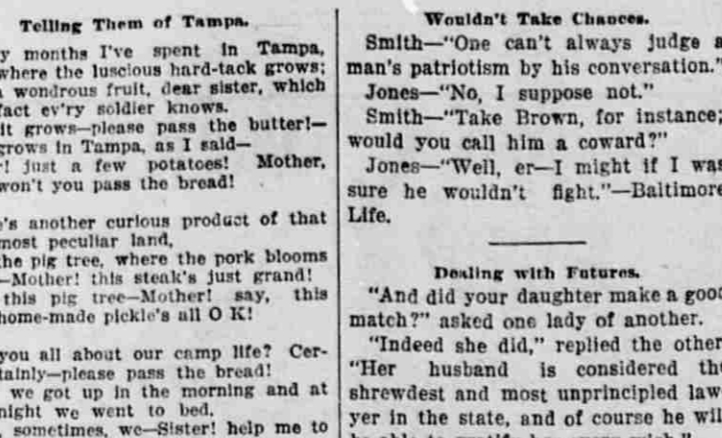 Telling Them of Tampa.
y months I've spent in Tampa,
where the luscious hard-tack grows;
wondrous fruit, dear sister, which
fact ev'ry soldier knows.
it grows—please pass the butter!—
grows in Tampa, as I said—
r! just a few potatoes! Mother,
won't you pass the bread!
e's another curious product of that
most peculiar land,
the pig tree, where the pork blooms
—Mother! this steak's just grand!
this pig tree—Mother! say, this
home-made pickle's all O K!
you all about our camp life? Cer-
tainly—please pass the bread!
we got up in the morning and at
night we went to bed,
sometimes, we—Sister! help me to
Wouldn't Take Chances.
Smith—"One can't always judge a
man's patriotism by his conversation."
Jones—"No, I suppose not."
Smith—"Take Brown, for instance;
would you call him a coward?"
Jones—"Well, er—I might if I was
sure he wouldn't fight."—Baltimore
Life.
Dealing with Futures.
"And did your daughter make a good
match?" asked one lady of another.
"Indeed she did," replied the other
"Her husband is considered the
shrewdest and most unprincipled law-
yer in the state, and of course he will